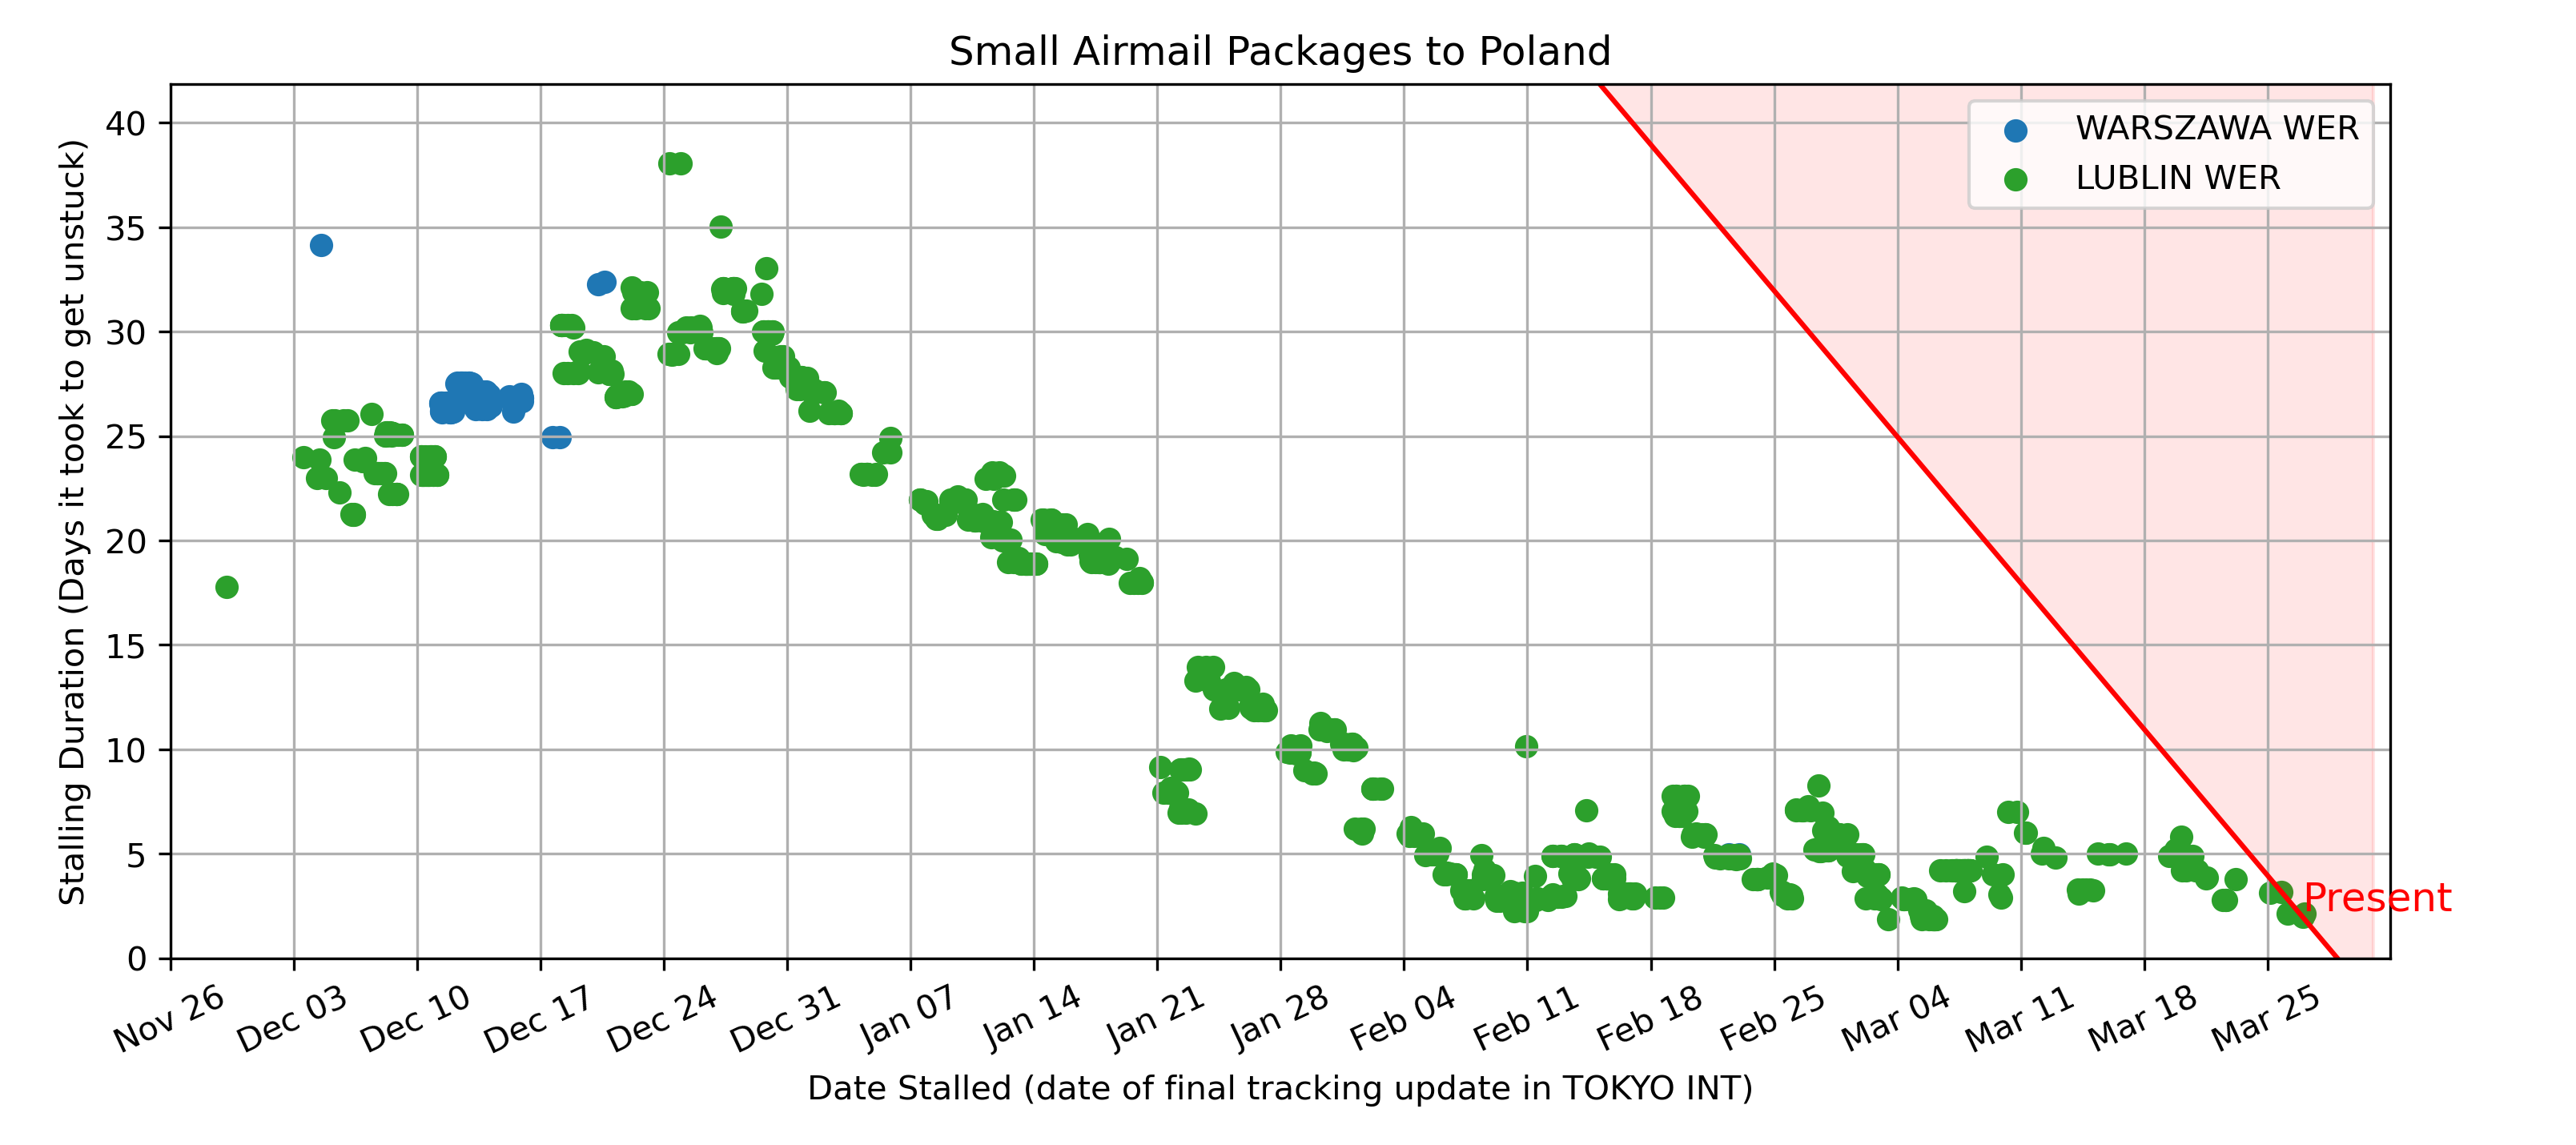 Small Airmail Packages to Poland
Stalling Duration (Days it took to get unstuck)
40
35
30
25
20
15
10
5
0
WARSZAWA WER
LUBLIN WER
Present
Nov 26
Dec 03
Dec 10
Dec 17
Dec 24
Dec 31
Jan 07
Jan 14
Jan 21
Jan 28
Feb 04
Feb 11
Feb 18
Feb 25
Mar 04
Mar 11
Mar 18
Mar 25
Date Stalled (date of final tracking update in TOKYO INT)